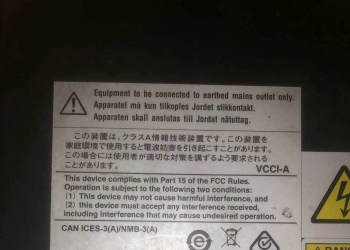 Equipment to be connected to earthed mains outlet only.
Apparatet må kun tilkoples Jordet stikkontakt.
Apparaten skall anslutas till Jordat nätuttag.
この装置は、クラスA情報技術装置です。この装置を
家庭環境で使用すると電波妨害を引き起こすことがあります。
この場合には使用者が適切な対策を講ずるよう要求される
ことがあります。
VCCI-A
This device complies with Part 15 of the FCC Rules.
Operation is subject to the following two conditions:
(1) This device may not cause harmful interference, and
(2) this device must accept any interference received,
including interference that may cause undesired operation.
CAN ICES-3(A)/NMB-3(A)